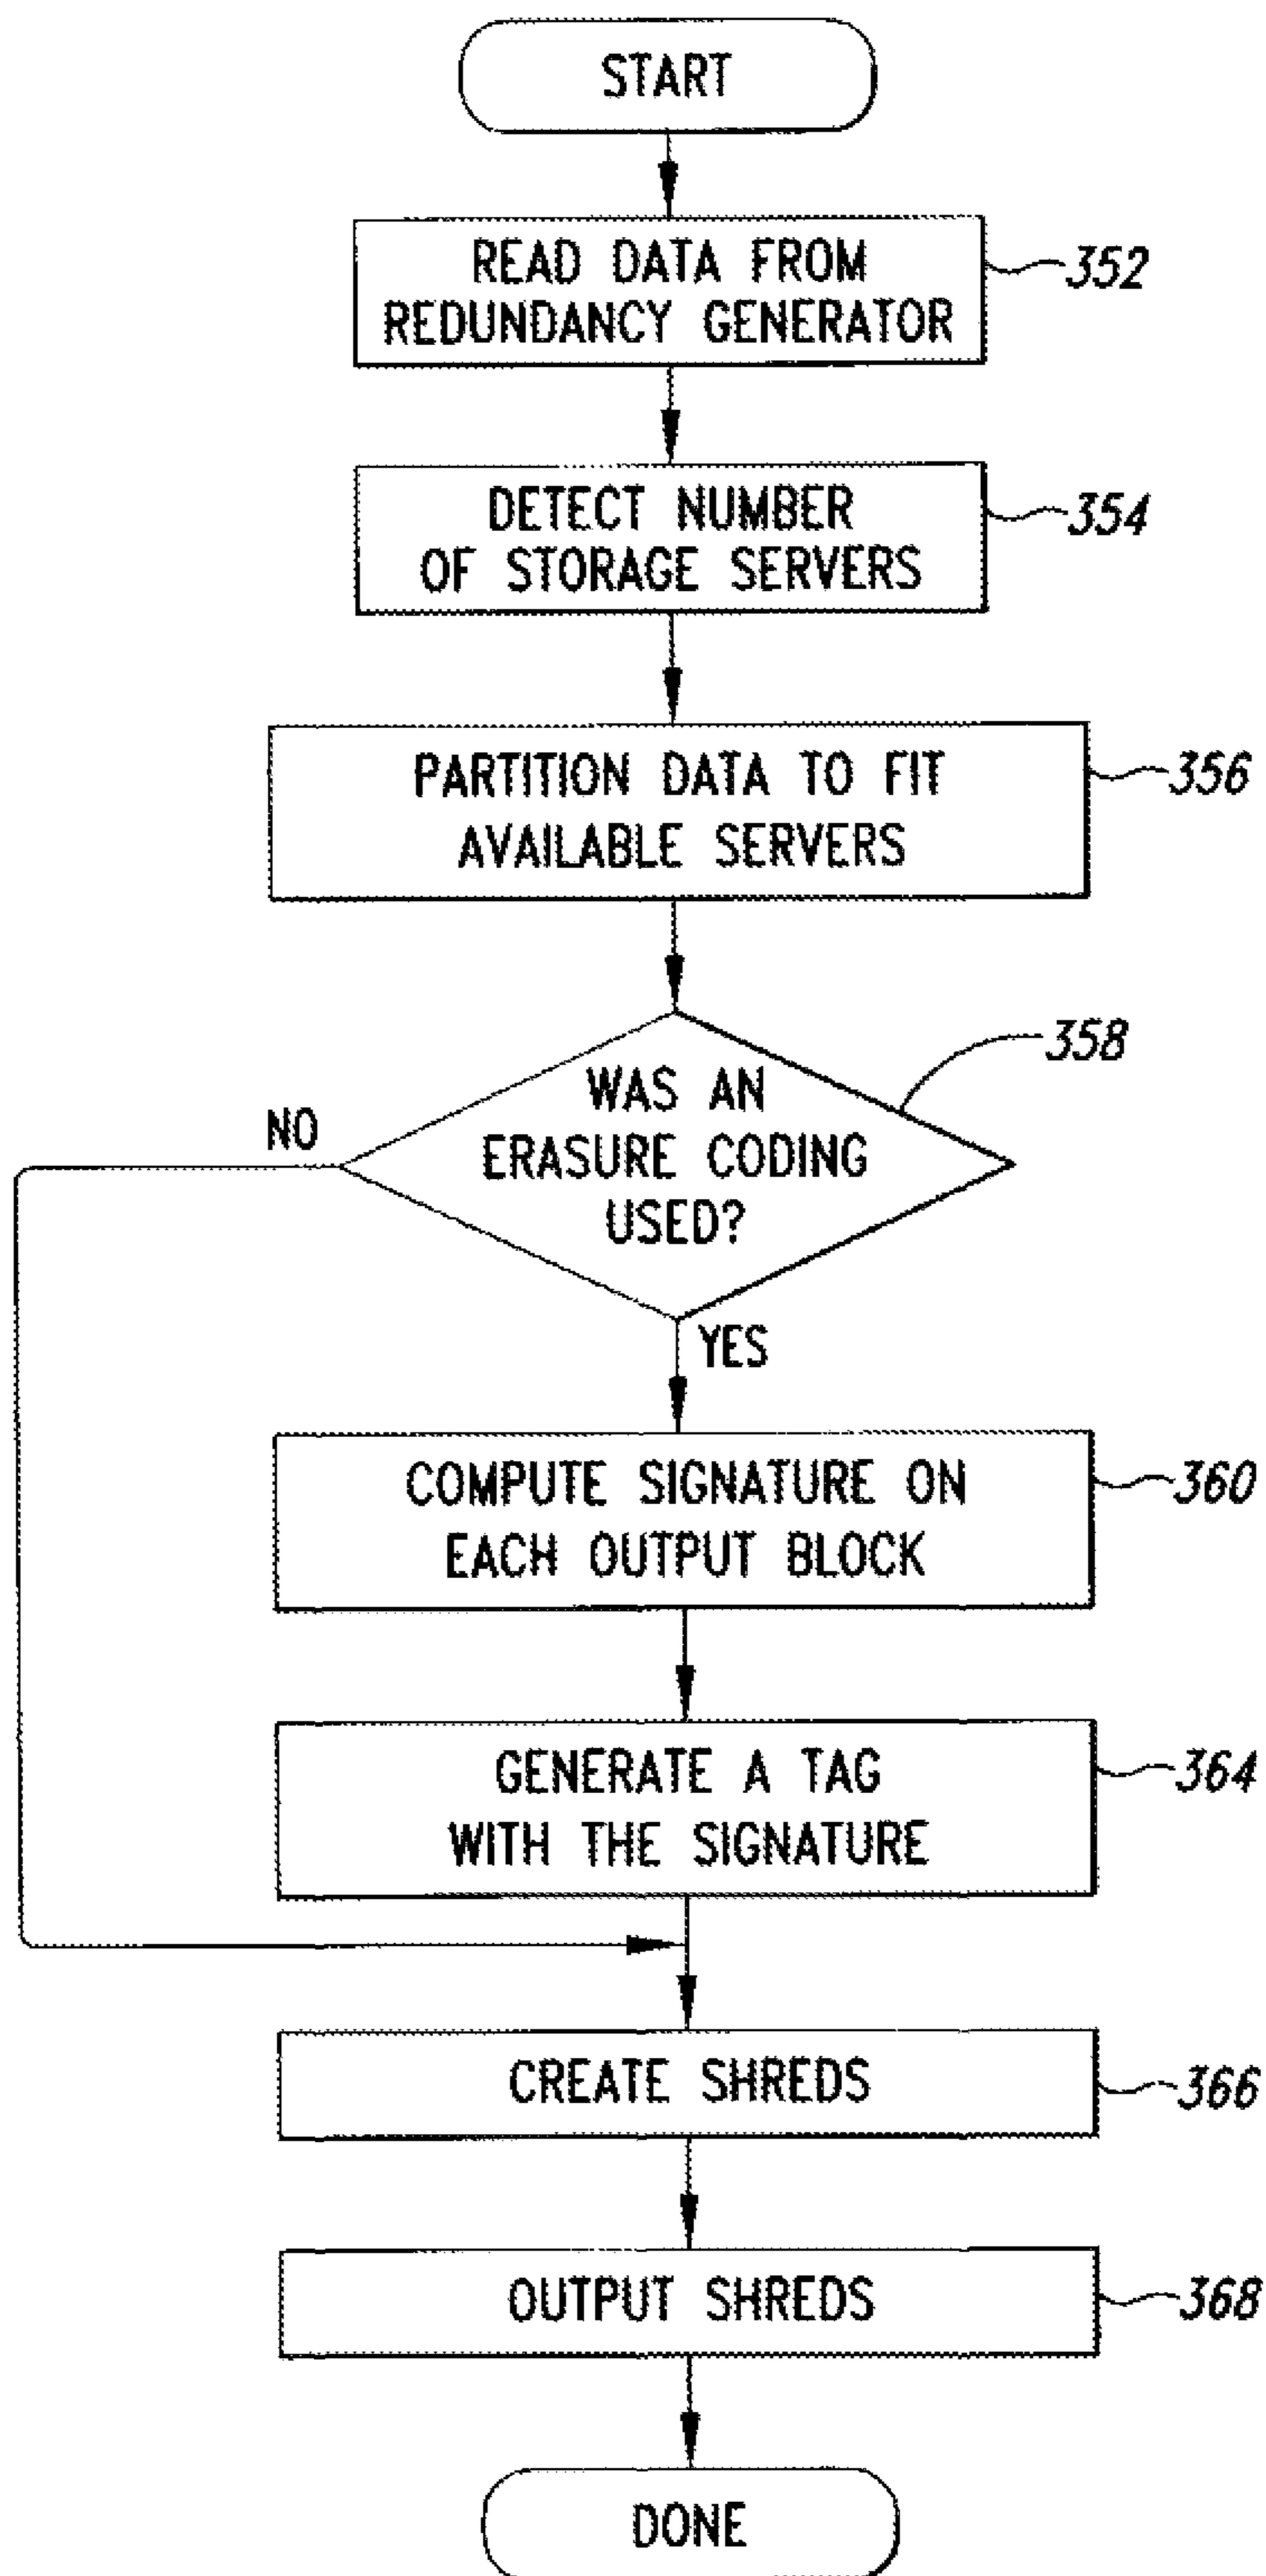 START
READ DATA FROM
REDUNDANCY GENERATOR
352
DETECT NUMBER
OF STORAGE SERVERS
354
PARTITION DATA TO FIT
AVAILABLE SERVERS
356
WAS AN
ERASURE CODING
USED?
358
NO
YES
COMPUTE SIGNATURE ON
EACH OUTPUT BLOCK
360
GENERATE A TAG
WITH THE SIGNATURE
364
CREATE SHREDS
366
OUTPUT SHREDS
368
DONE